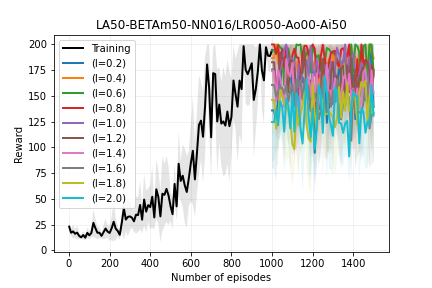 LA50-BETAm50-NN016/LR0050-Ao00-Ai50
Reward
200
175
150
125
100
75
50
25
0
Training
(l=0.2)
(l=0.4)
(l=0.6)
(l=0.8)
(l=1.0)
(l=1.2)
(l=1.4)
(l=1.6)
(l=1.8)
(l=2.0)
0 200 400 600 800 1000 1200 1400
Number of episodes